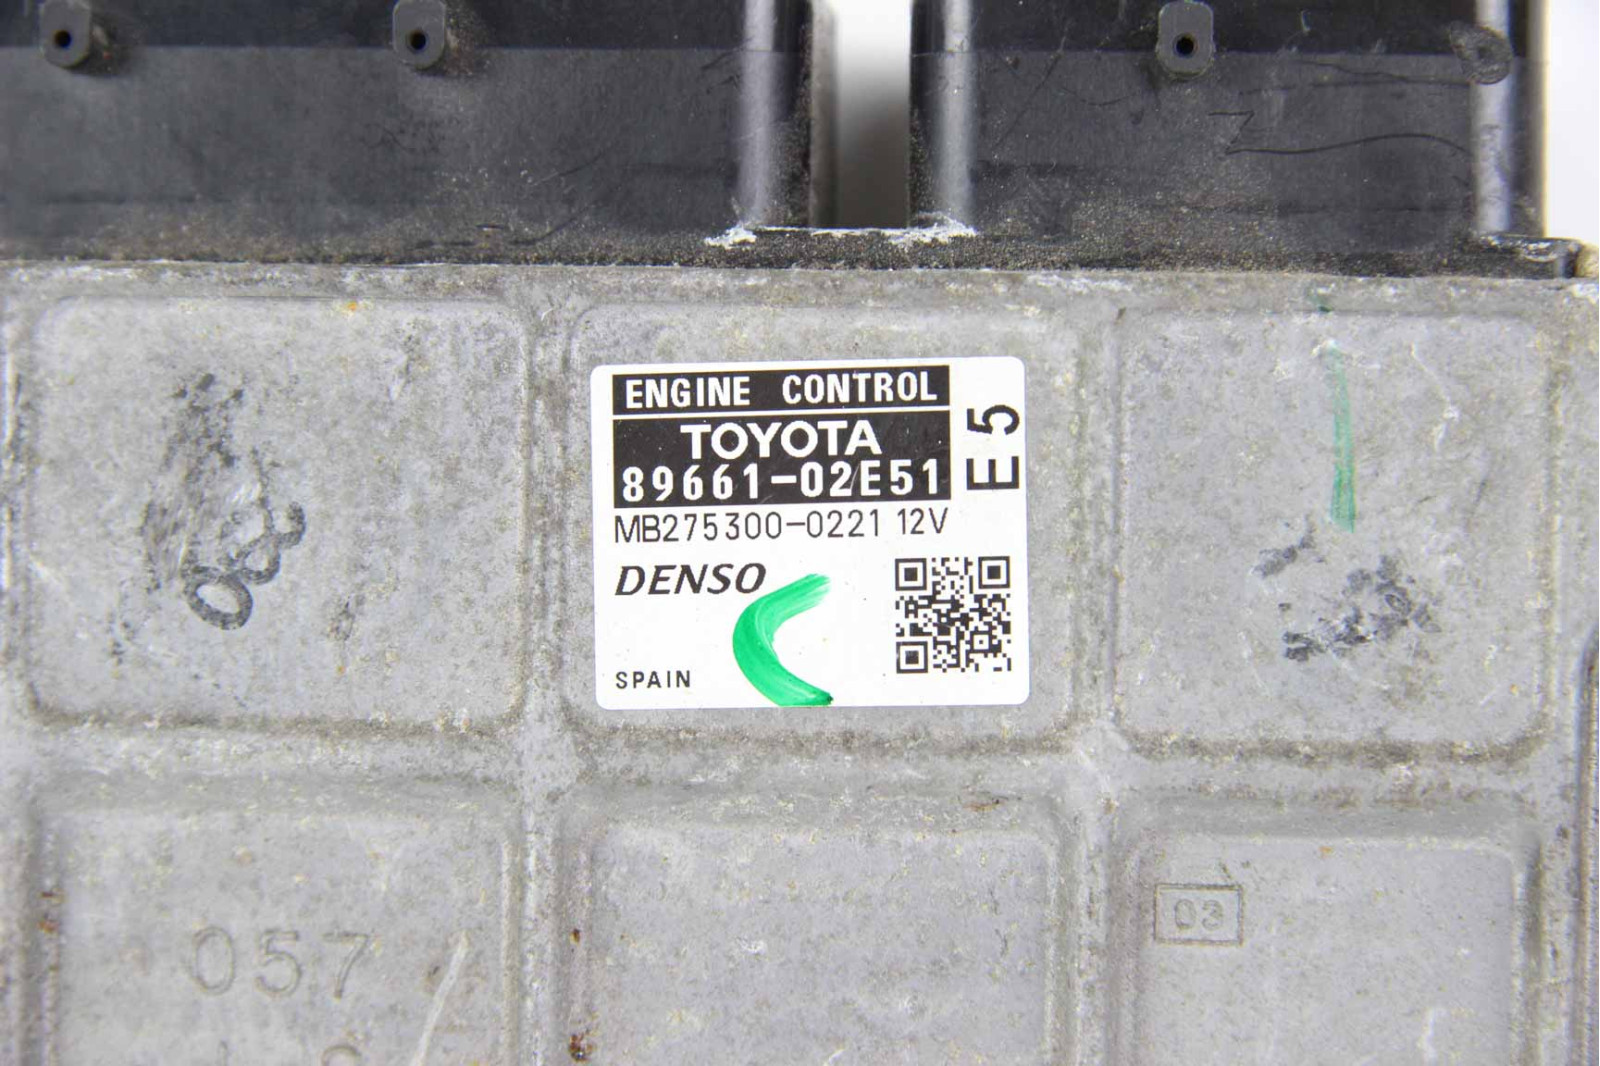 ENGINE CONTROL
TOYOTA
89661-02E51
E5
MB275300-0221 12V
DENSO
SPAIN
057
03